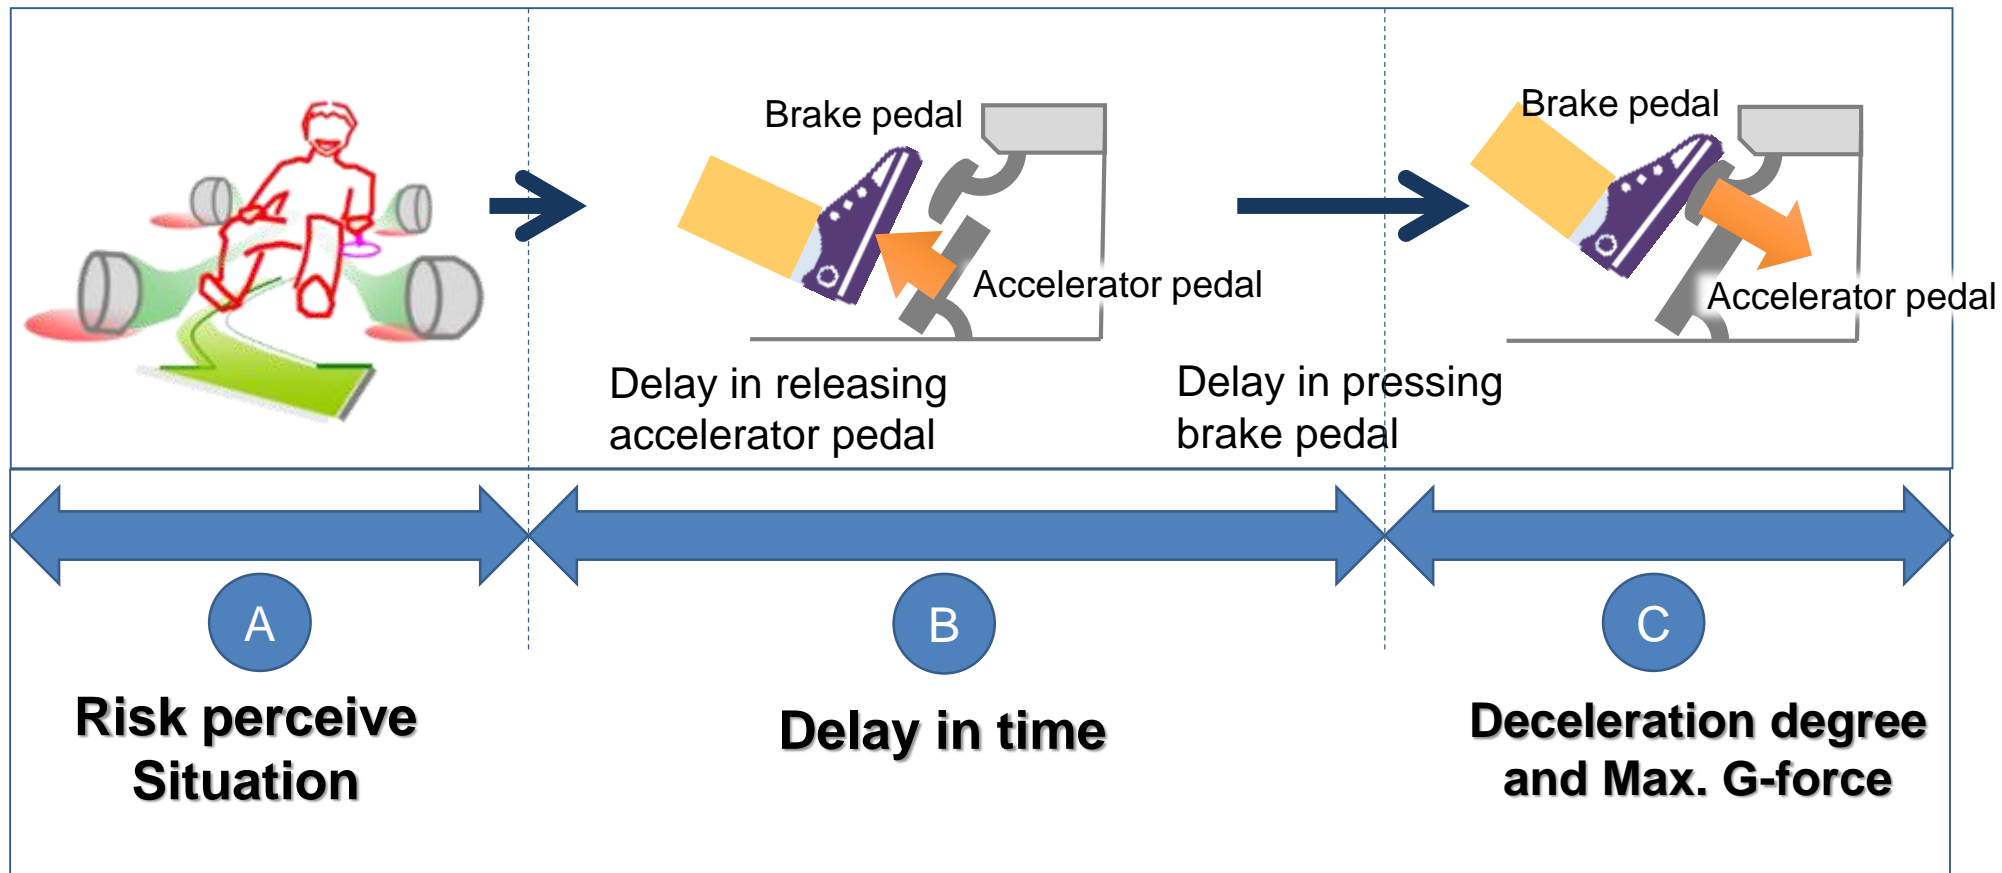 Brake pedal
Accelerator pedal
Delay in releasing
accelerator pedal
Delay in pressing
brake pedal
Brake pedal
Accelerator pedal
A
Risk perceive
Situation
B
Delay in time
C
Deceleration degree
and Max. G-force